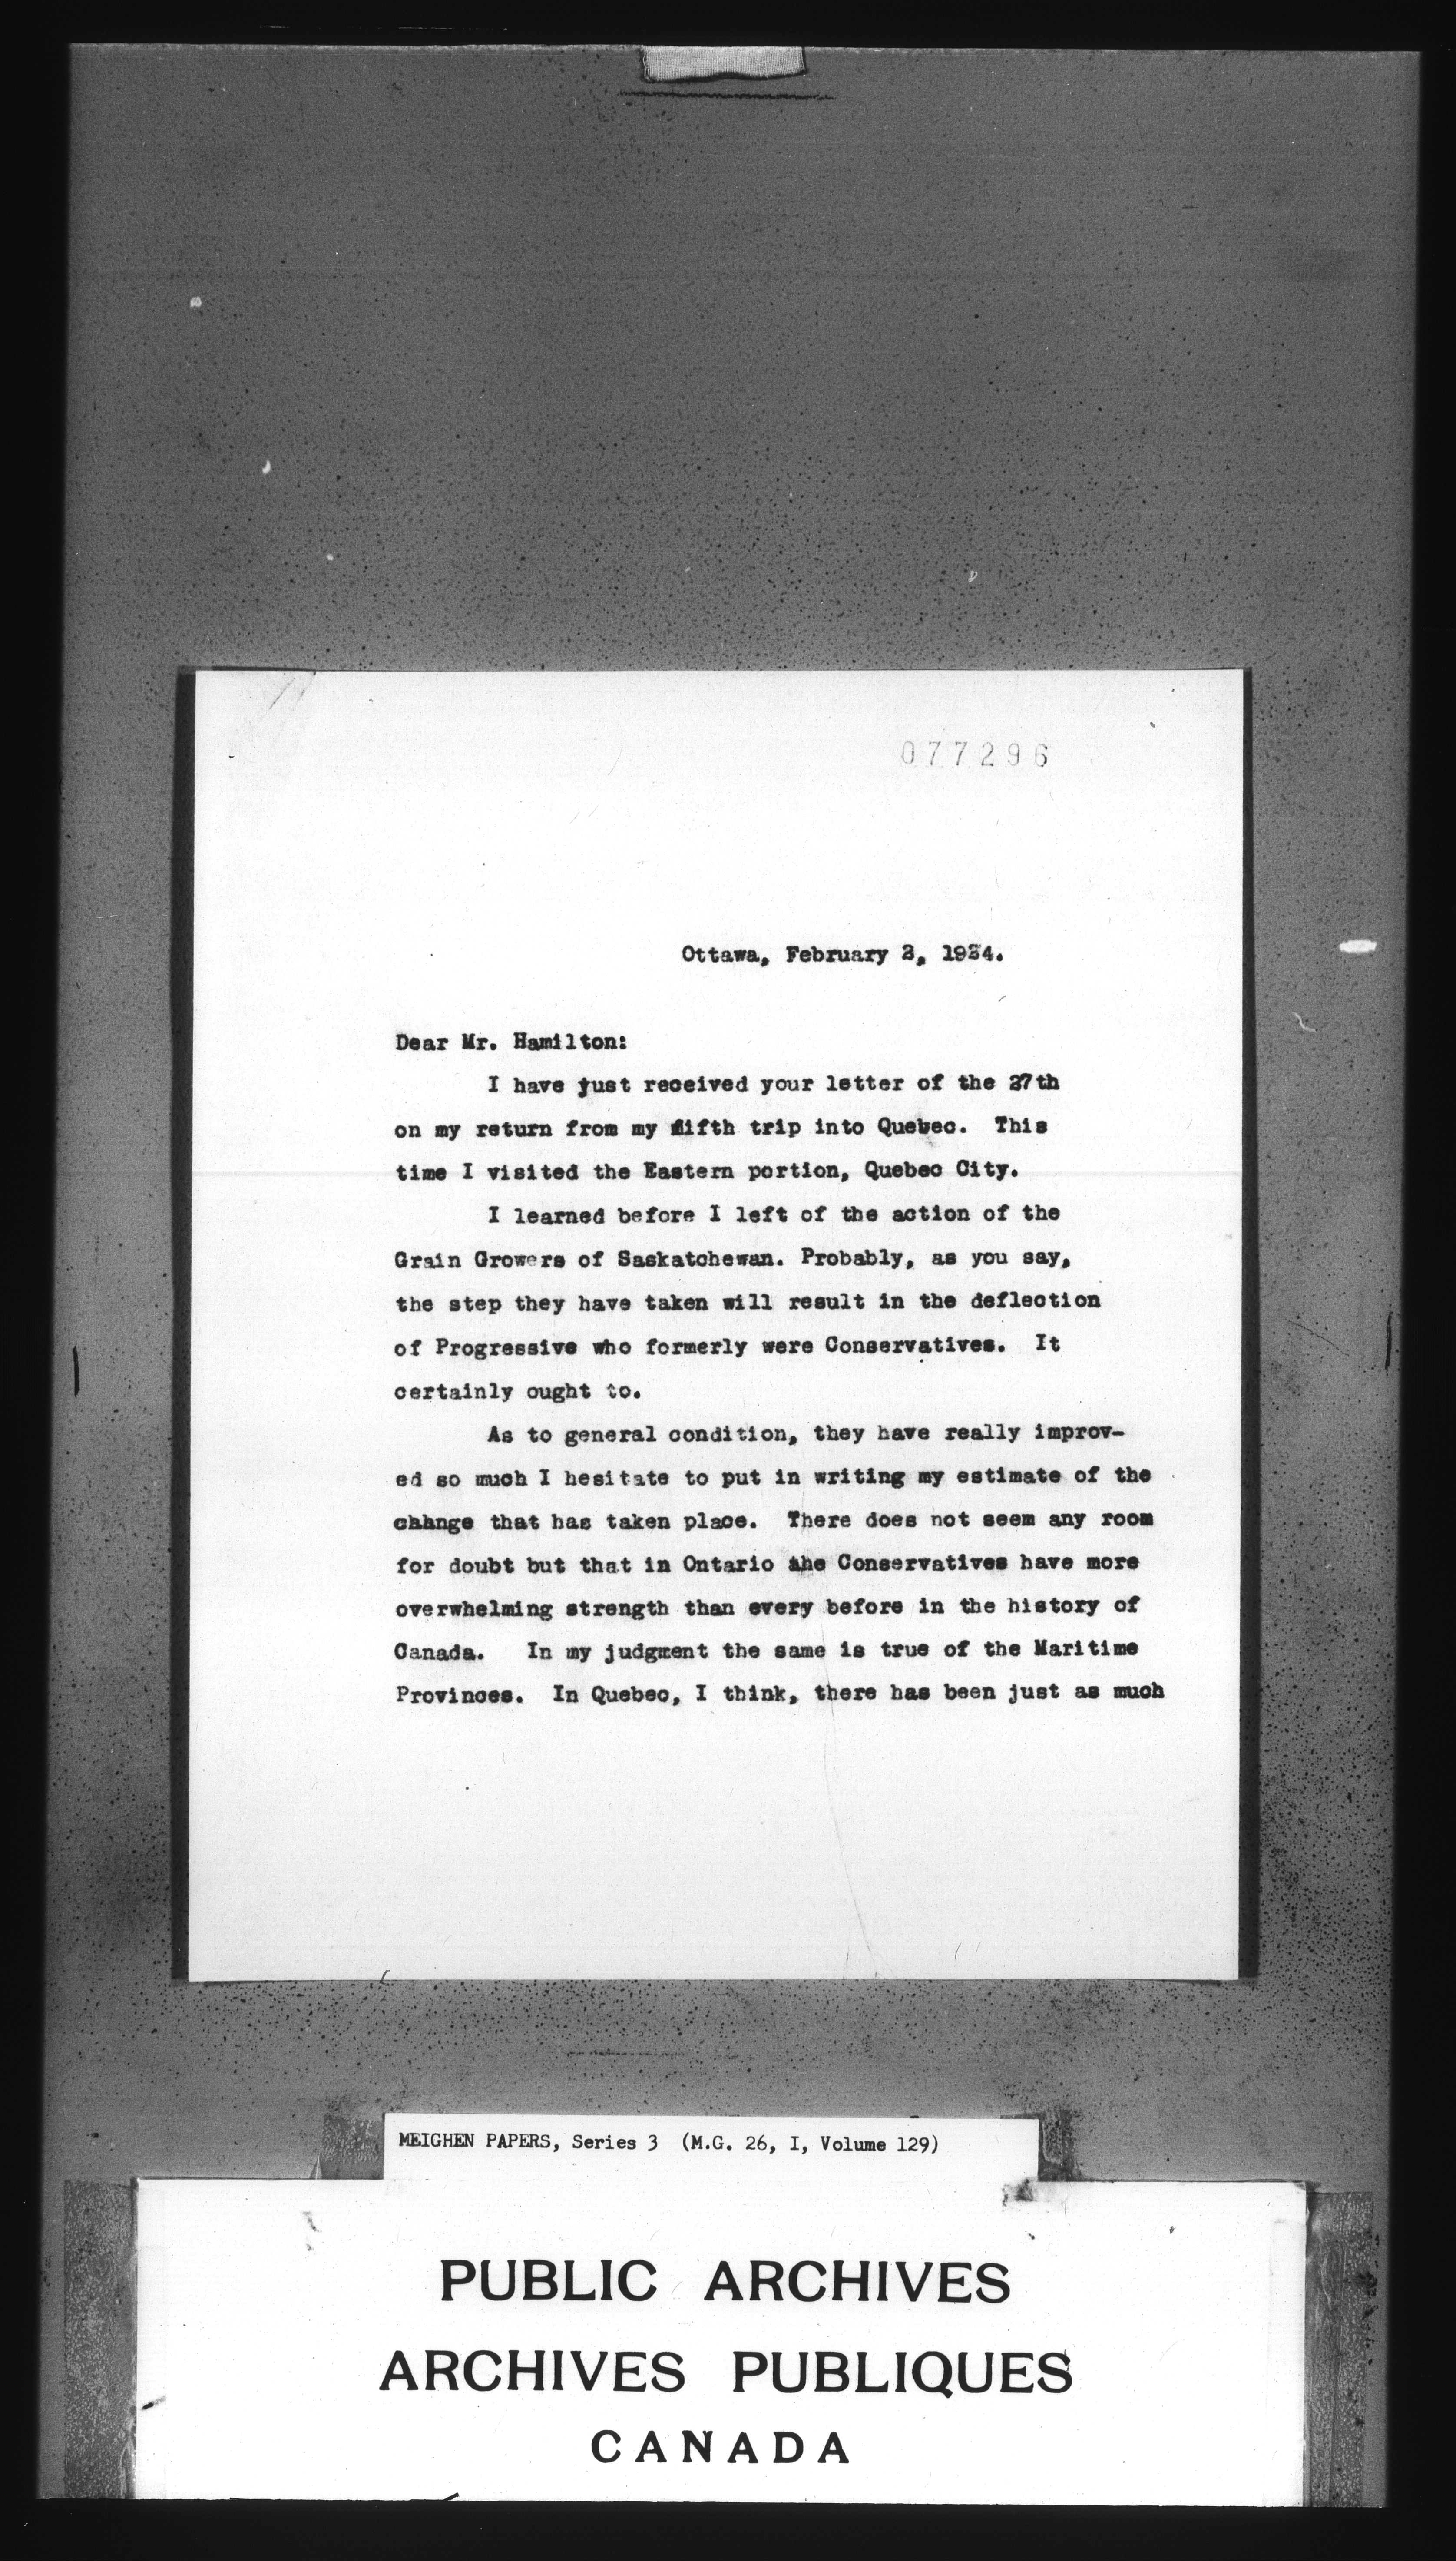 077296
Ottawa, February 2, 1924.
Dear Mr. Hamilton:
I have just received your letter of the 27th
on my return from my fifth trip into Quebec. This
time I visited the Eastern portion, Quebec City.
I learned before I left of the action of the
Grain Growers of Saskatchewan. Probably, as you say,
the step they have taken will result in the deflection
of Progressive who formerly were Conservatives. It
certainly ought to.
As to general condition, they have really improv-
ed so much I hesitate to put in writing my estimate of the
change that has taken place. There does not seem any room
for doubt but that in Ontario the Conservatives have more
overwhelming strength than every before in the history of
Canada. In my judgment the same is true of the Maritime
Provinces. In Quebec, I think, there has been just as much
MEIGHEN PAPERS, Series 3 (M.G. 26, I, Volume 129)
PUBLIC ARCHIVES
ARCHIVES PUBLIQUES
CANADA